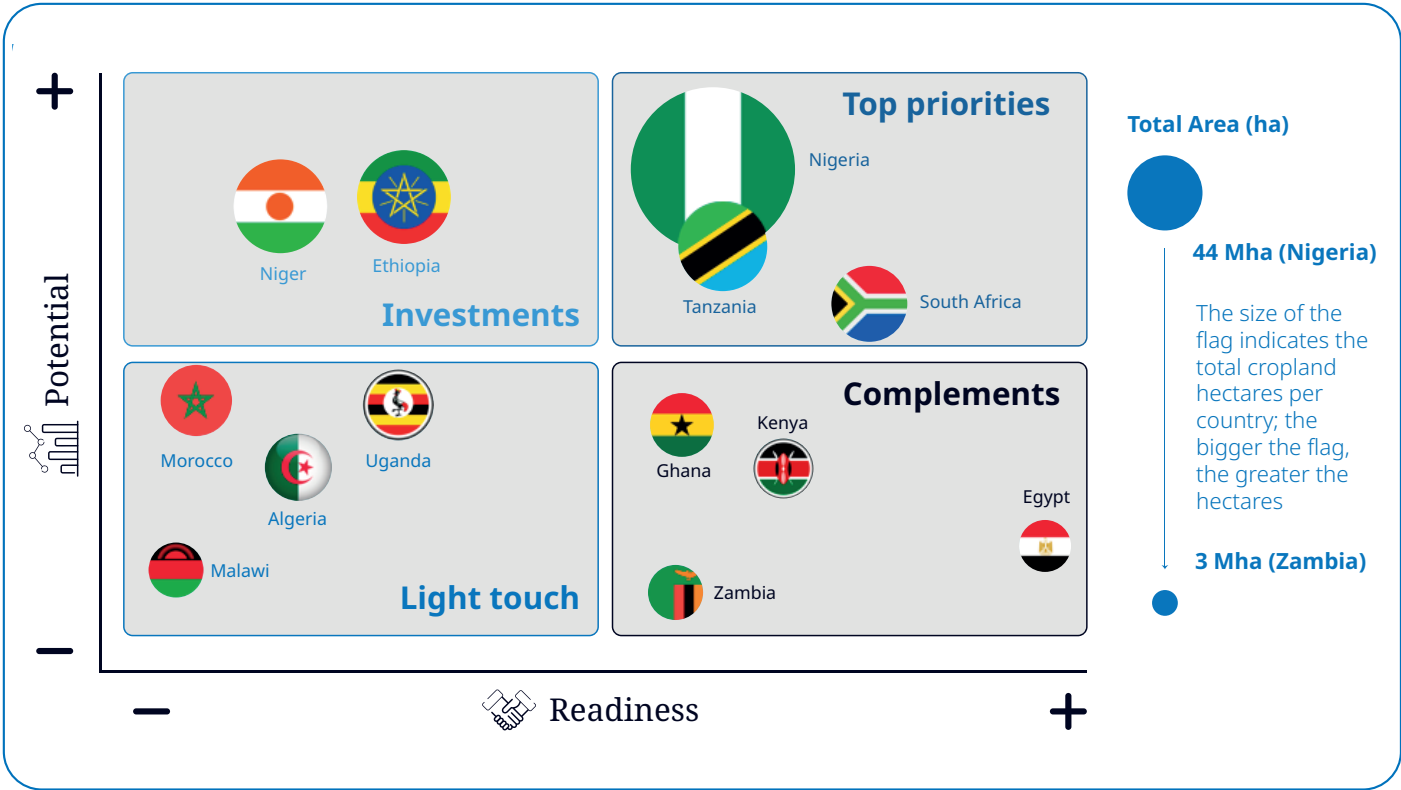 Top priorities
Nigeria
Tanzania
South Africa
Niger
Ethiopia
Investments
Morocco
Uganda
Algeria
Malawi
Light touch
Complements
Ghana
Kenya
Egypt
Zambia
Potential
Readiness
Total Area (ha)
44 Mha (Nigeria)
The size of the
flag indicates the
total cropland
hectares per
country; the
bigger the flag,
the greater the
hectares
3 Mha (Zambia)